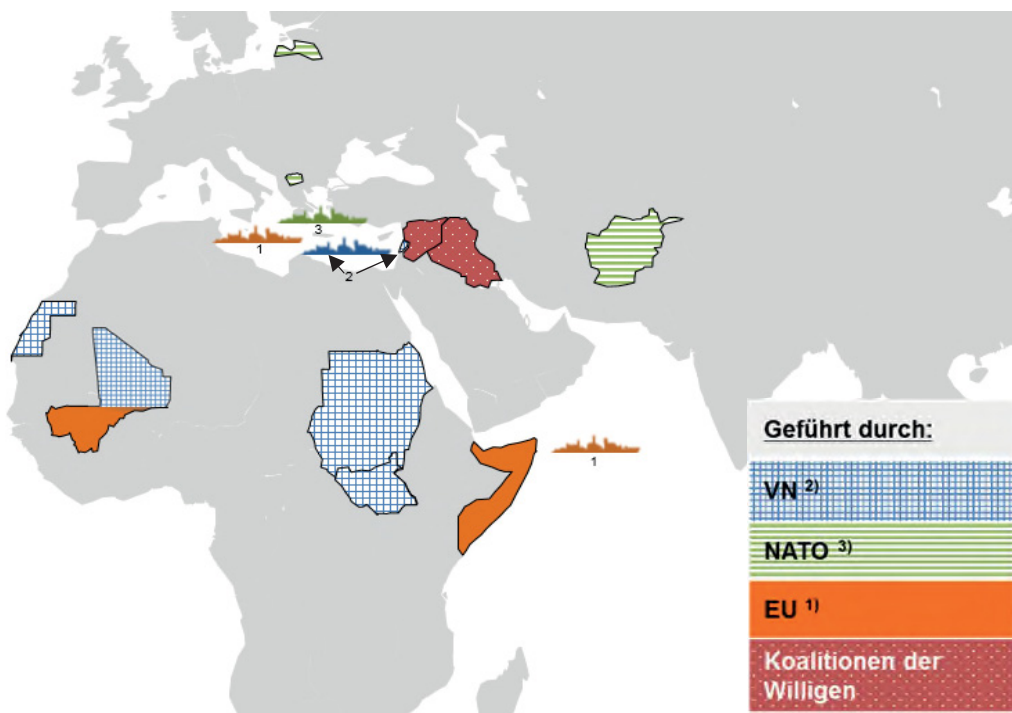 3
1
2
1
Geführt durch:
VN 2)
NATO 3)
EU 1)
Koalitionen der
Willigen